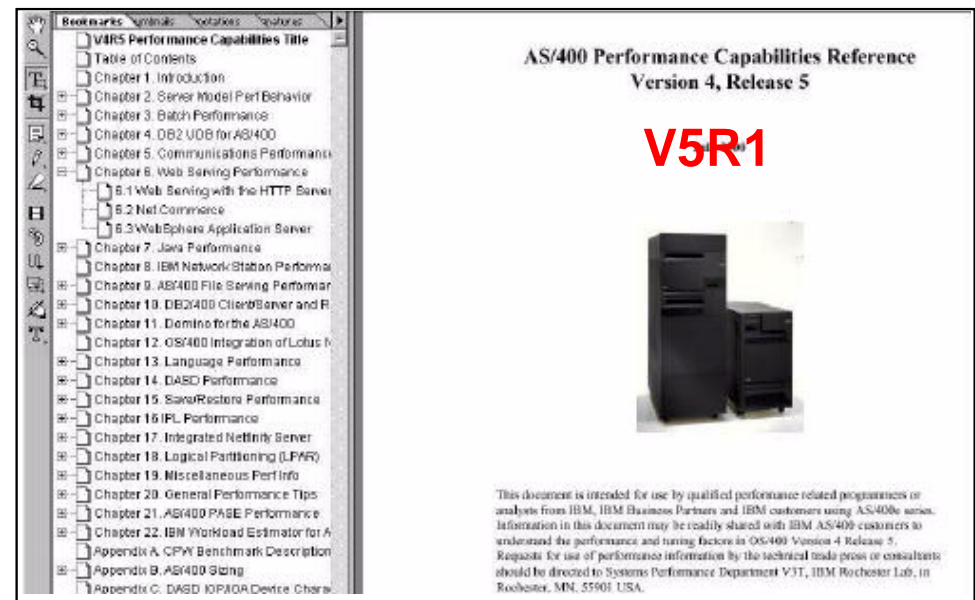 Bookmarks
V4R5 Performance Capabilities Title
Table of Contents
Chapter 1. Introduction
Chapter 2. Server Model Perf Behavior
Chapter 3. Batch Performance
Chapter 4. DB2 UDB for AS/400
Chapter 5. Communications Performance
Chapter 6. Web Serving Performance
6.1 Web Serving with the HTTP Server
6.2 Net Commerce
6.3 WebSphere Application Server
Chapter 7. Java Performance
Chapter 8. IBM Network Station Performan
Chapter 9. AS/400 File Serving Performan
Chapter 10. DB2/400 Client/Server and R
Chapter 11. Domino for the AS/400
Chapter 12. OS/400 Integration of Lotus N
Chapter 13. Language Performance
Chapter 14. DASD Performance
Chapter 15. Save/Restore Performance
Chapter 16 IPL Performance
Chapter 17. Integrated Netfinity Server
Chapter 18. Logical Partitioning (LPAR)
Chapter 19. Miscellaneous Perf Info
Chapter 20. General Performance Tips
Chapter 21. AS/400 PASE Performance
Chapter 22. IBM Workload Estimator for A
Appendix A. CPW Benchmark Description
Appendix B. AS/400 Sizing
Appendix C. DASD IOP/IOA Device Charac
AS/400 Performance Capabilities Reference
Version 4, Release 5
V5R1
This document is intended for use by qualified performance related programmers or
analysts from IBM, IBM Business Partners and IBM customers using AS/400e series.
Information in this document may be readily shared with IBM AS/400 customers to
understand the performance and tuning factors in OS/400 Version 4 Release 5.
Requests for use of performance information by the technical trade press or consultants
should be directed to Systems Performance Department V3T, IBM Rochester Lab, in
Rochester, MN. 55901 USA.